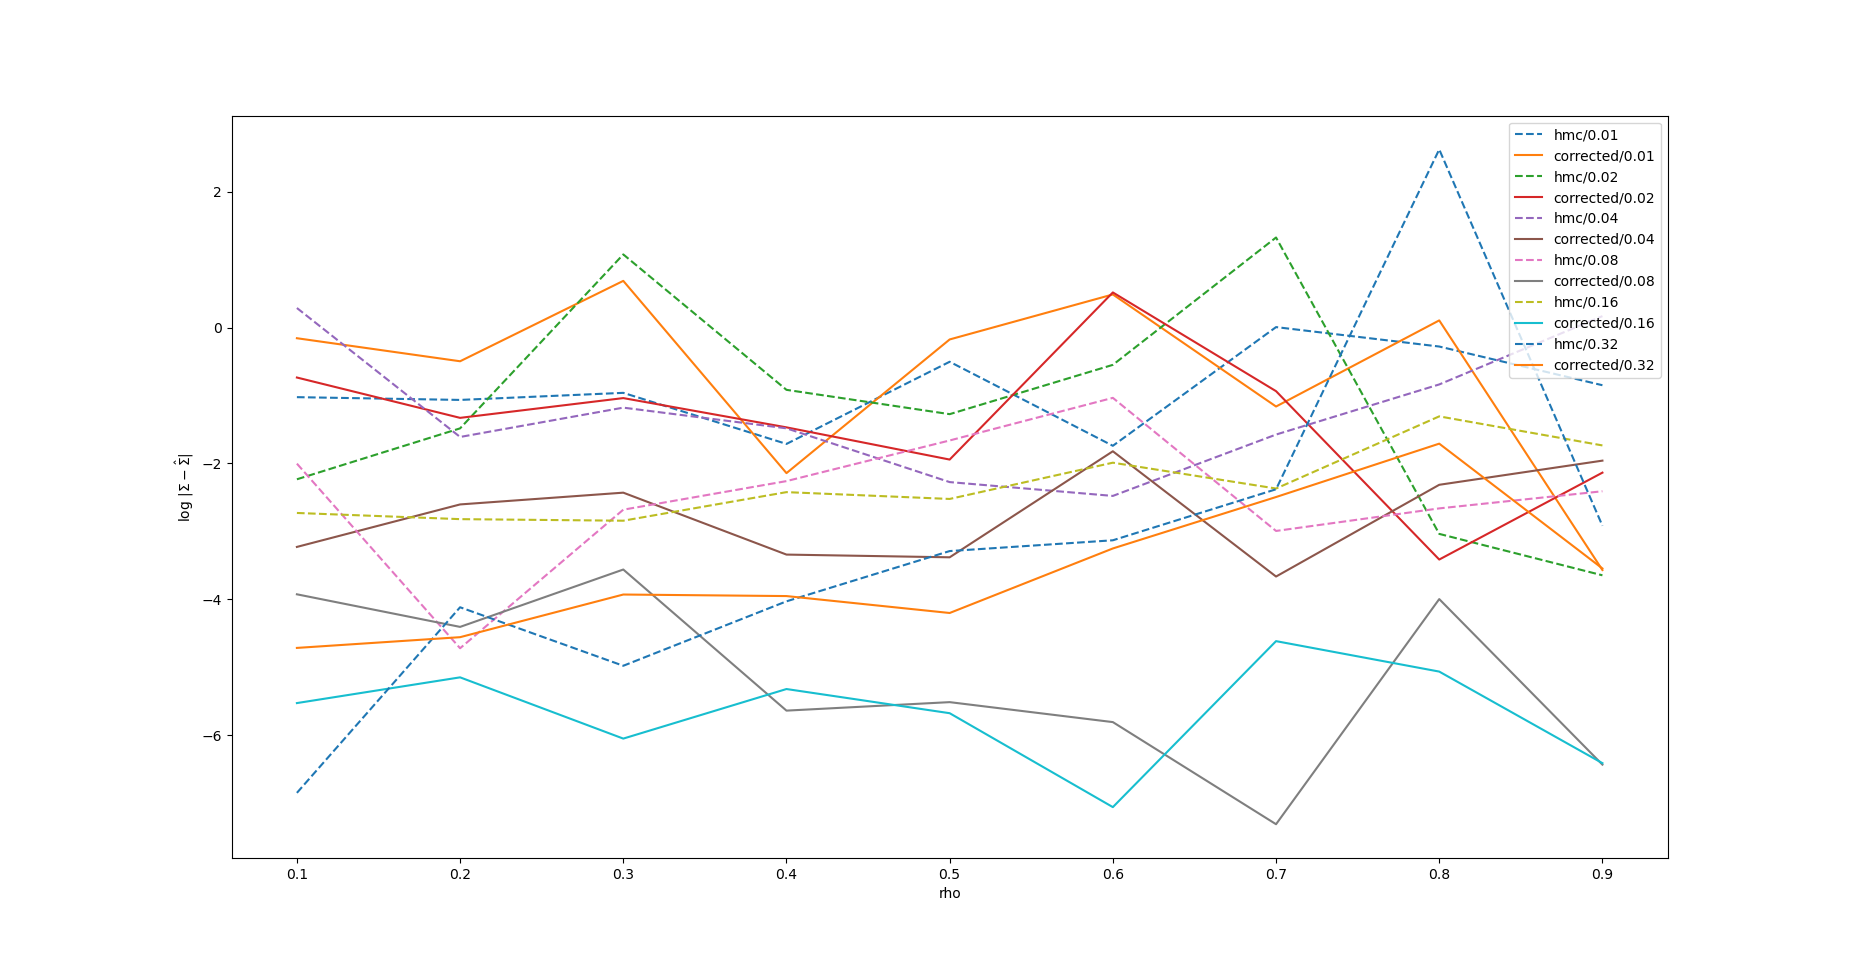 2
0
−2
−4
−6
log |Σ − Σ̂|
0.1 0.2 0.3 0.4 0.5 0.6 0.7 0.8 0.9
rho
hmc/0.01
corrected/0.01
hmc/0.02
corrected/0.02
hmc/0.04
corrected/0.04
hmc/0.08
corrected/0.08
hmc/0.16
corrected/0.16
hmc/0.32
corrected/0.32